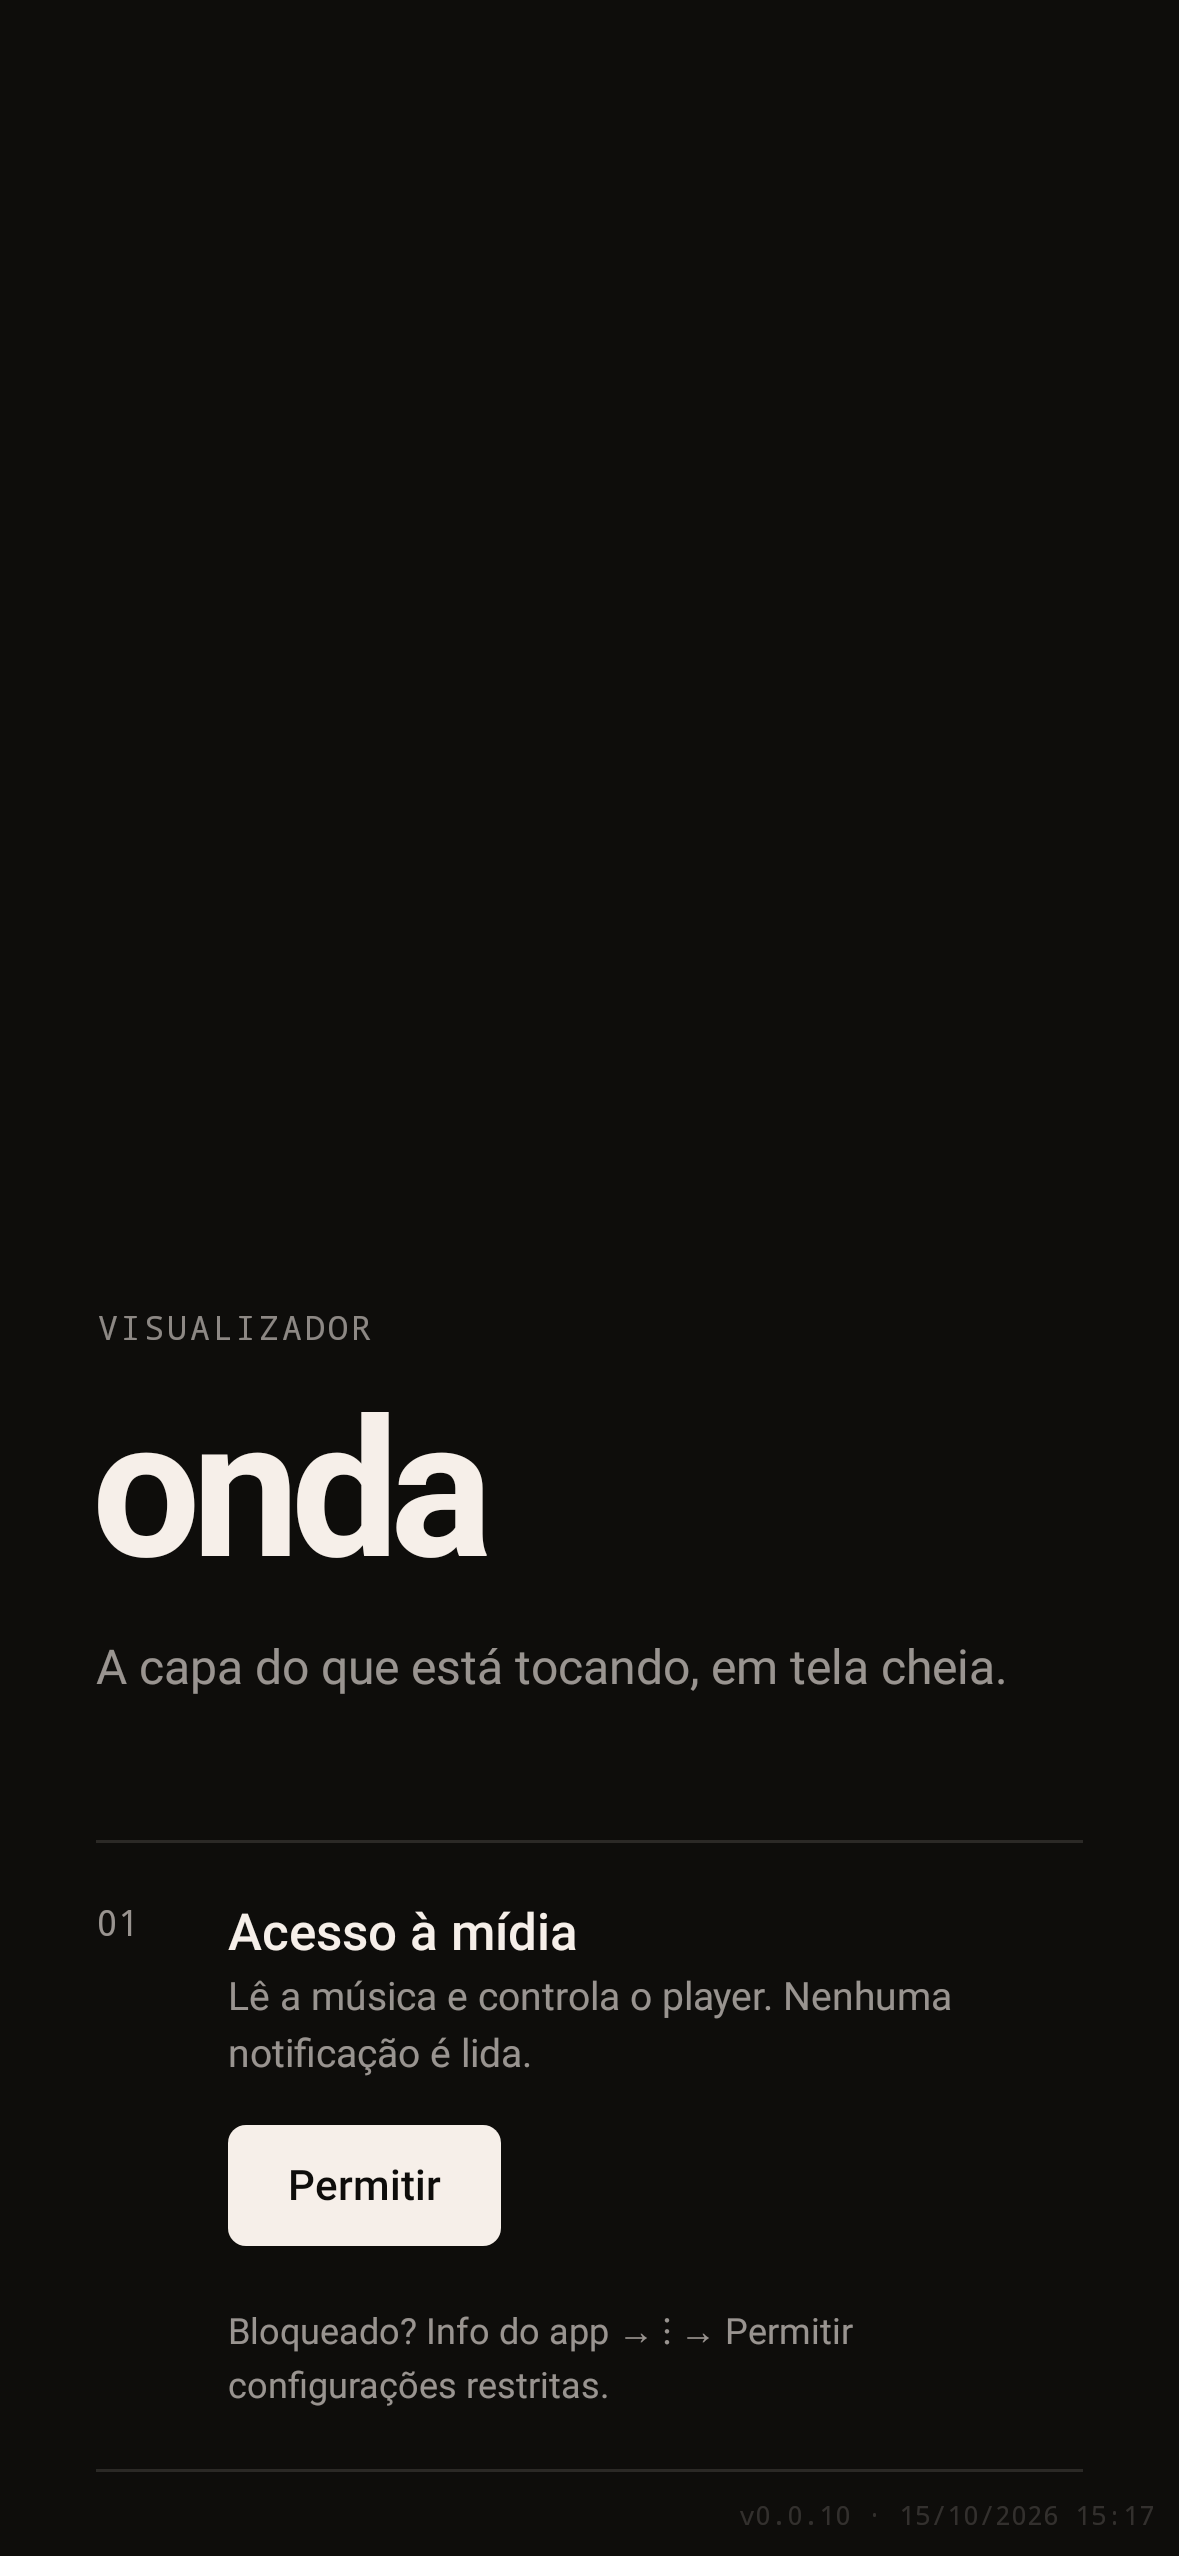 VISUALIZADOR
onda
A capa do que está tocando, em tela cheia.
01
Acesso à mídia
Lê a música e controla o player. Nenhuma
notificação é lida.
Permitir
Bloqueado? Info do app → ⋮ → Permitir
configurações restritas.
v0.0.10 · 15/10/2026 15:17